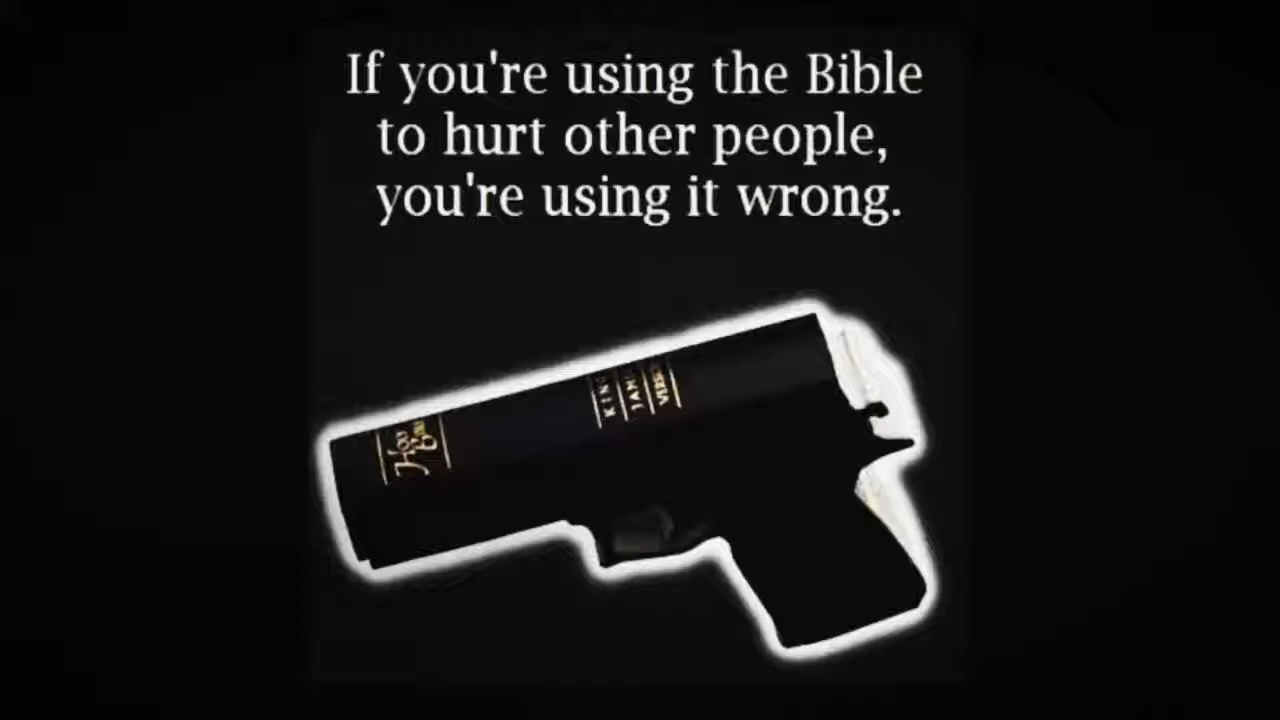 If you're using the Bible
to hurt other people,
you're using it wrong.